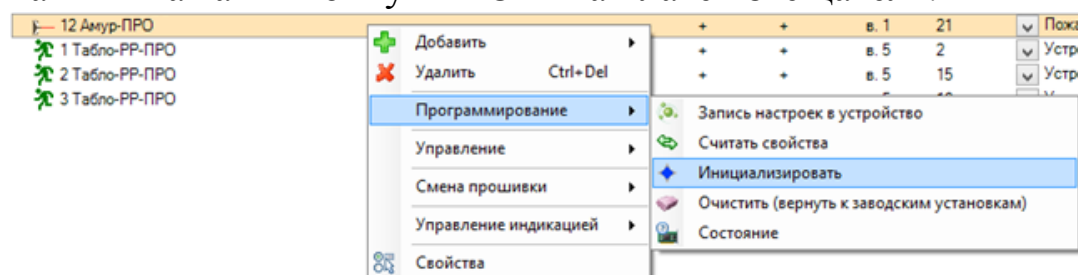 12 Амур-ПРО + + в. 1 21 Пожа
1 Табло-РР-ПРО + + в. 5 2 Устр
2 Табло-РР-ПРО + + в. 5 15 Устр
3 Табло-РР-ПРО
Добавить
Удалить Ctrl+Del
Программирование
Управление
Смена прошивки
Управление индикацией
Свойства
Запись настроек в устройство
Считать свойства
Инициализировать
Очистить (вернуть к заводским установкам)
Состояние